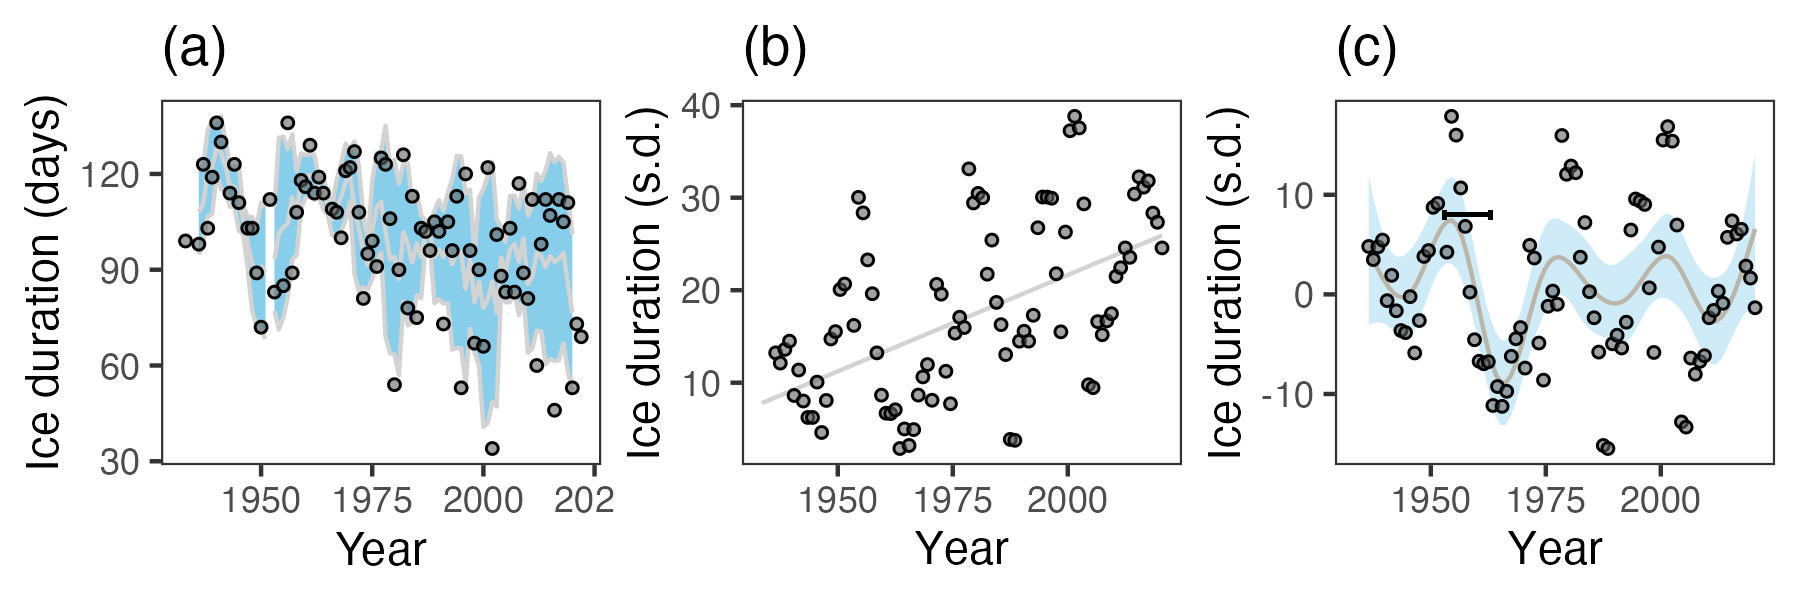 (a)
Ice duration (days)
120
90
60
30
1950 1975 2000 202
Year
(b)
Ice duration (s.d.)
40
30
20
10
1950 1975 2000
Year
(c)
Ice duration (s.d.)
10
0
-10
1950 1975 2000
Year